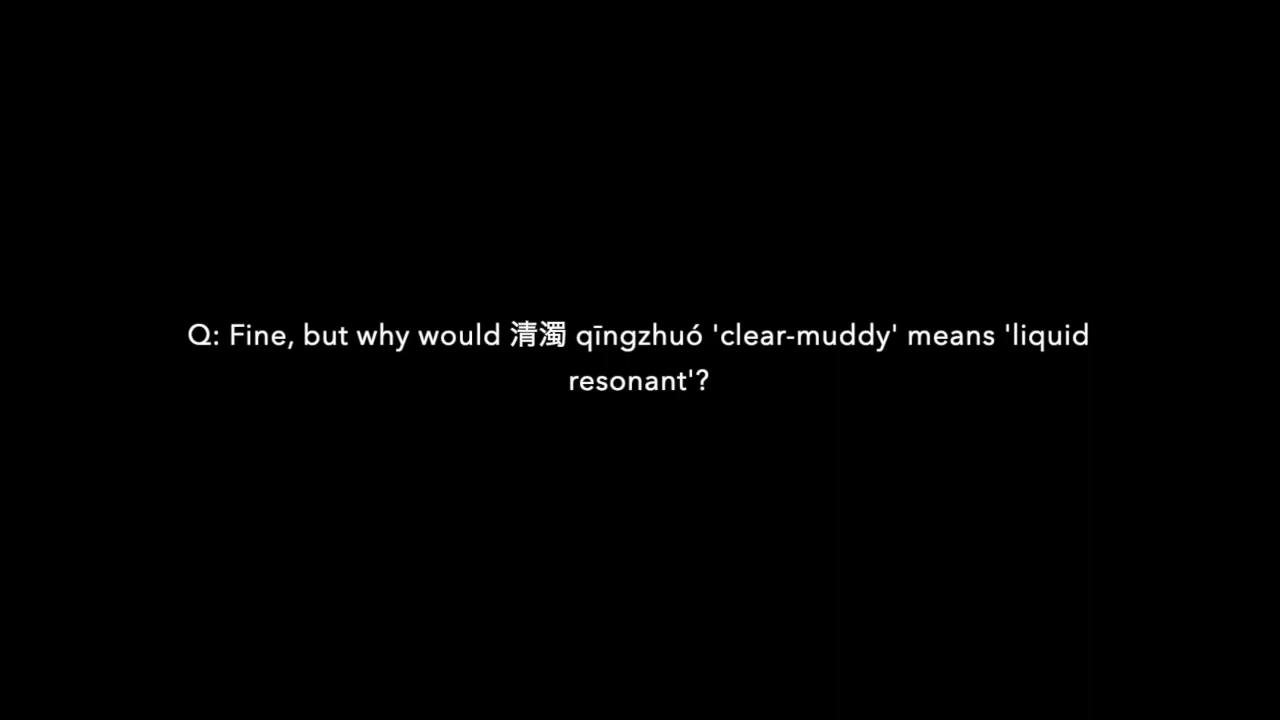 Q: Fine, but why would 清濁 qīngzhuó 'clear-muddy' means 'liquid
resonant'?